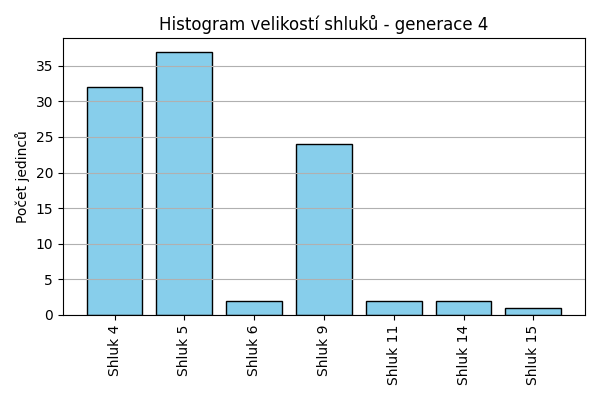 Histogram velikostí shluků - generace 4
Počet jedinců
35
30
25
20
15
10
5
0
Shluk 4
Shluk 5
Shluk 6
Shluk 9
Shluk 11
Shluk 14
Shluk 15